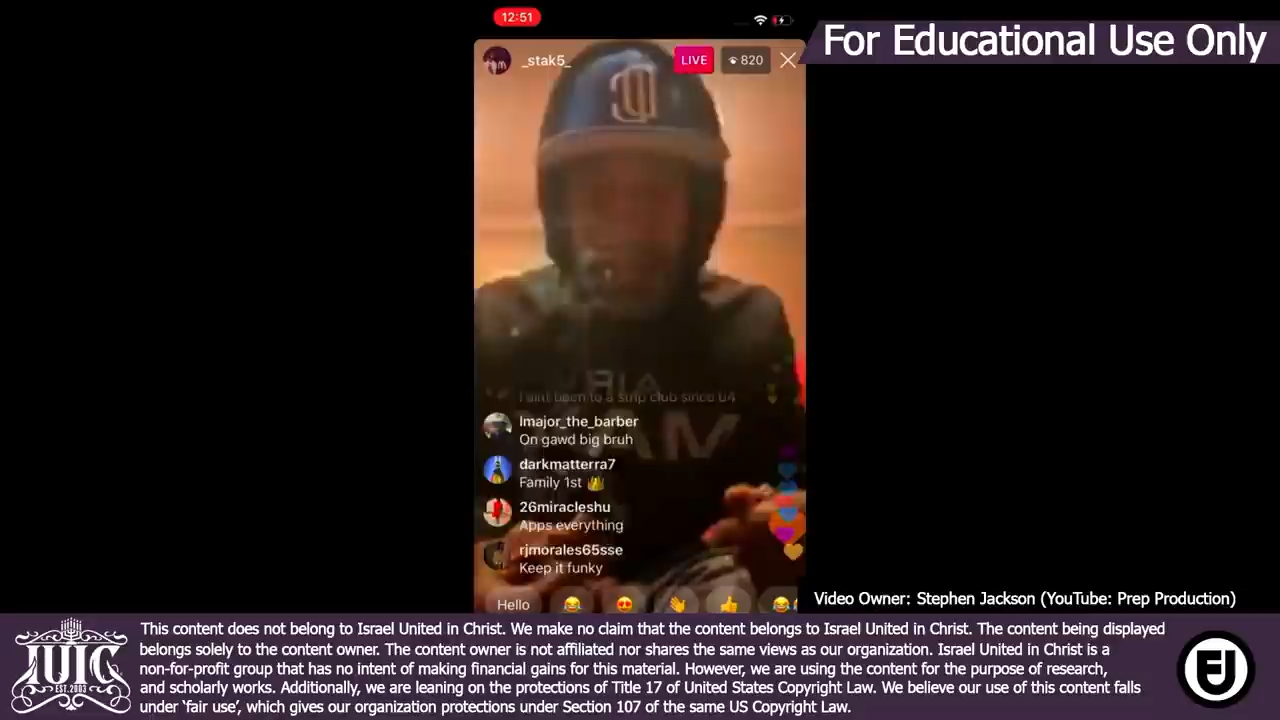 12:51
For Educational Use Only
_stak5_
LIVE
820
I aint been to a strip club since 04
lmajor_the_barber
On gawd big bruh
darkmatterra7
Family 1st
26miracleshu
Apps everything
rjmorales65sse
Keep it funky
Hello
Video Owner: Stephen Jackson (YouTube: Prep Production)
IUIC
EST. 2003
This content does not belong to Israel United in Christ. We make no claim that the content belongs to Israel United in Christ. The content being displayed
belongs solely to the content owner. The content owner is not affiliated nor shares the same views as our organization. Israel United in Christ is a
non-for-profit group that has no intent of making financial gains for this material. However, we are using the content for the purpose of research,
and scholarly works. Additionally, we are leaning on the protections of Title 17 of United States Copyright Law. We believe our use of this content falls
under 'fair use', which gives our organization protections under Section 107 of the same US Copyright Law.